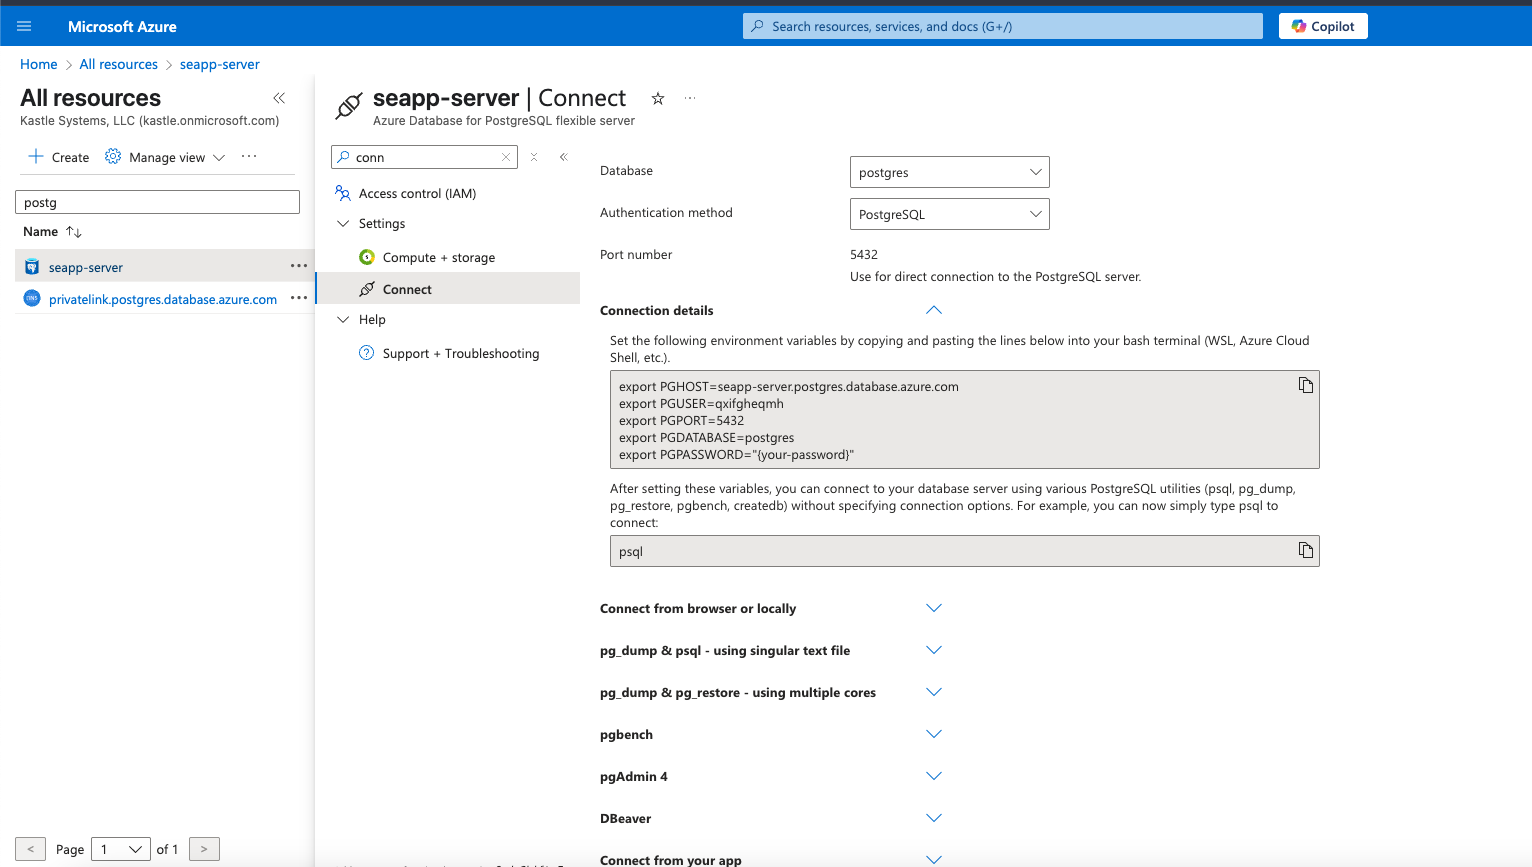 Microsoft Azure
Search resources, services, and docs (G+/)
Copilot
Home > All resources > seapp-server
All resources
Kastle Systems, LLC (kastle.onmicrosoft.com)
Create
Manage view
postg
Name
seapp-server
privatelink.postgres.database.azure.com
< Page 1 of 1 >
seapp-server | Connect
Azure Database for PostgreSQL flexible server
conn
Access control (IAM)
Settings
Compute + storage
Connect
Help
Support + Troubleshooting
Database
postgres
Authentication method
PostgreSQL
Port number
5432
Use for direct connection to the PostgreSQL server.
Connection details
Set the following environment variables by copying and pasting the lines below into your bash terminal (WSL, Azure Cloud
Shell, etc.).
export PGHOST=seapp-server.postgres.database.azure.com
export PGUSER=qxifgheqmh
export PGPORT=5432
export PGDATABASE=postgres
export PGPASSWORD="{your-password}"
After setting these variables, you can connect to your database server using various PostgreSQL utilities (psql, pg_dump,
pg_restore, pgbench, createdb) without specifying connection options. For example, you can now simply type psql to
connect:
psql
Connect from browser or locally
pg_dump & psql - using singular text file
pg_dump & pg_restore - using multiple cores
pgbench
pgAdmin 4
DBeaver
Connect from your app